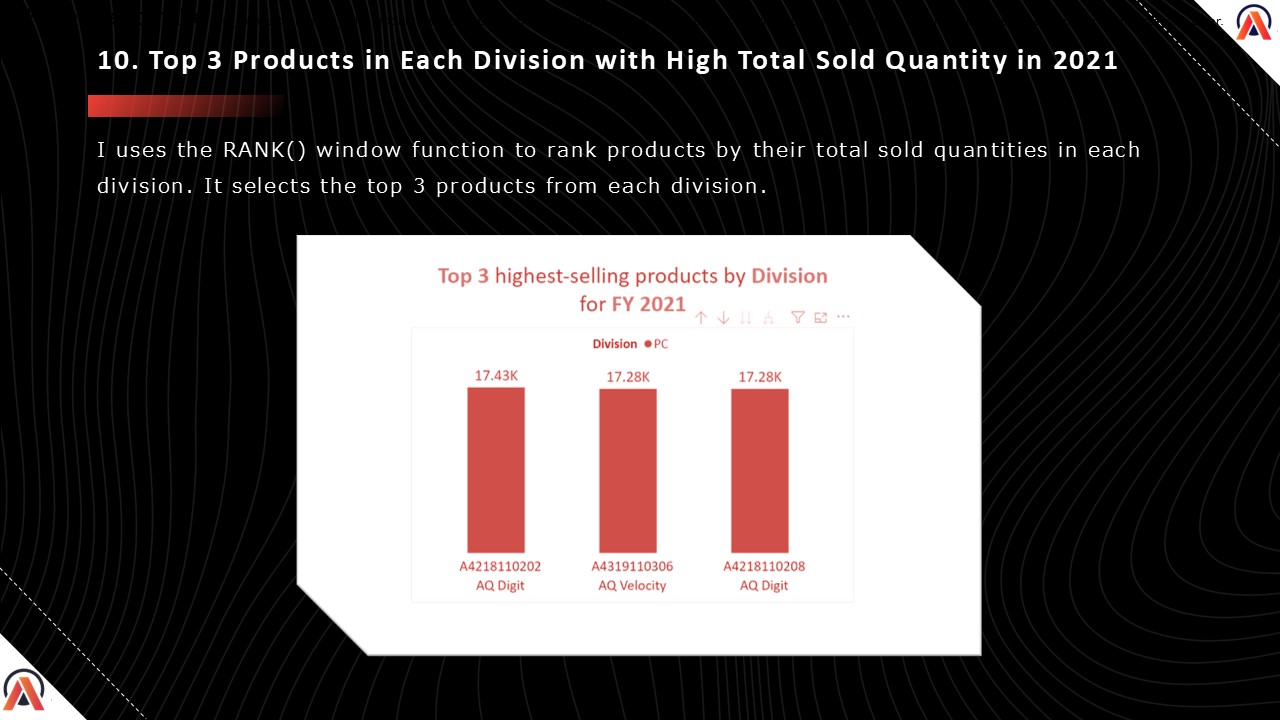 10. Top 3 Products in Each Division with High Total Sold Quantity in 2021
I uses the RANK() window function to rank products by their total sold quantities in each
division. It selects the top 3 products from each division.
Top 3 highest-selling products by Division
for FY 2021
Division PC
17.43K 17.28K 17.28K
A4218110202 A4319110306 A4218110208
AQ Digit AQ Velocity AQ Digit